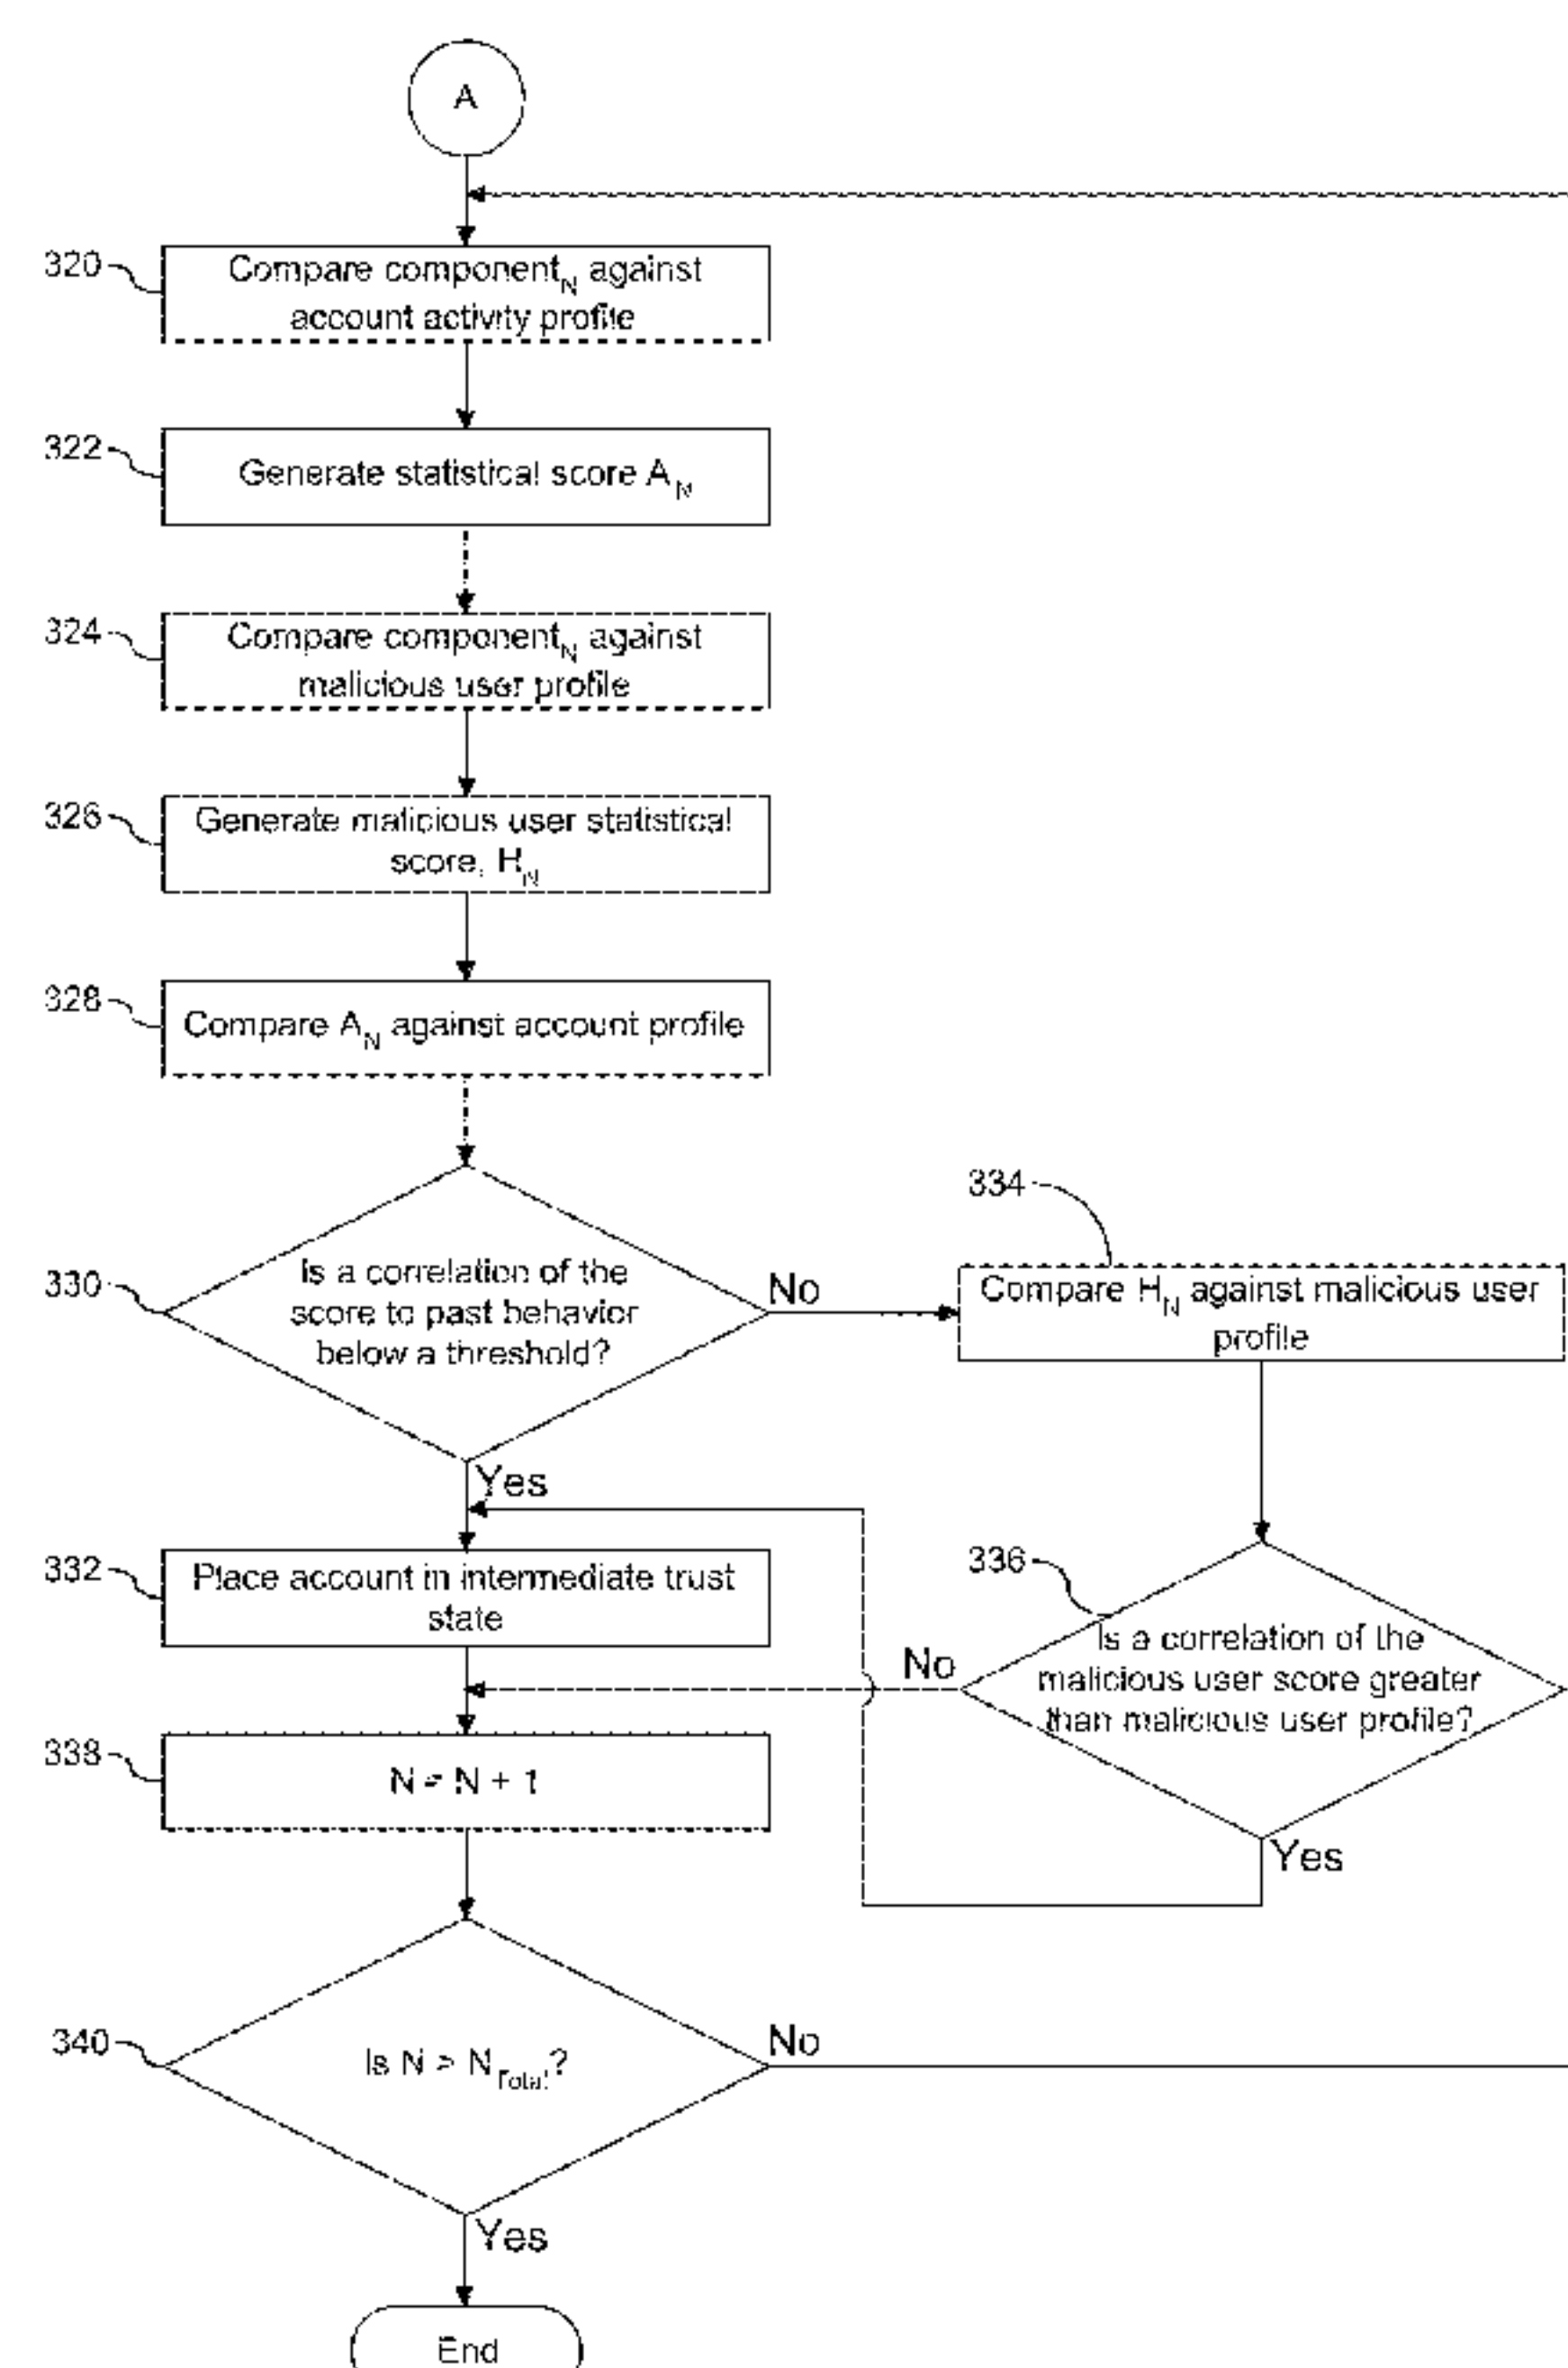 A
320
Compare component_N against
account activity profile
322
Generate statistical score A_N
324
Compare component_N against
malicious user profile
326
Generate malicious user statistical
score, H_N
328
Compare A_N against account profile
330
Is a correlation of the
score to past behavior
below a threshold?
No
334
Compare H_N against malicious user
profile
Yes
332
Place account in intermediate trust
state
336
Is a correlation of the
malicious user score greater
than malicious user profile?
No
Yes
338
N = N + 1
340
Is N > N_Total?
No
Yes
End